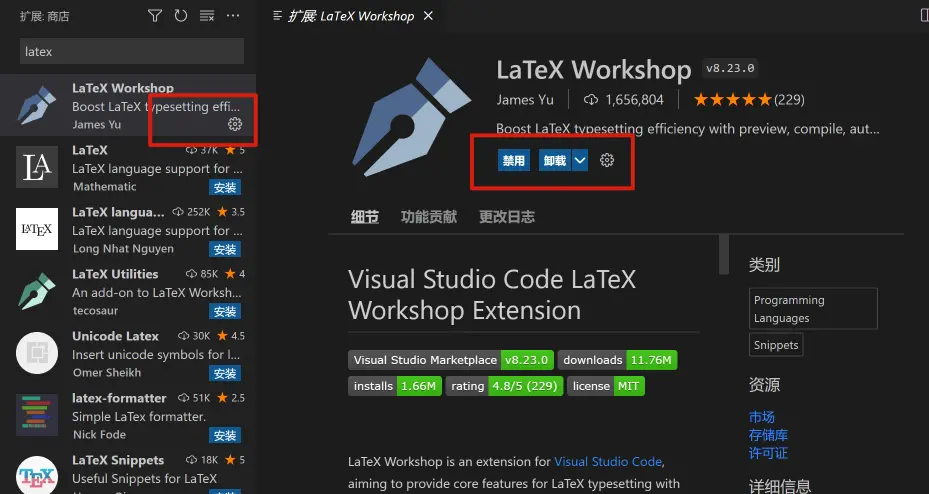 扩展: 商店
latex
LaTeX Workshop
Boost LaTeX typesetting effi...
James Yu
LaTeX
37K
5
LaTeX language support for ...
Mathematic
安装
LaTeX langua...
252K
3.5
LaTeX language support for ...
Long Nhat Nguyen
安装
LaTeX Utilities
85K
4
An add-on to LaTeX Worksh...
tecosaur
安装
Unicode Latex
30K
4.5
Insert unicode symbols for l...
Omer Sheikh
安装
latex-formatter
51K
2.5
Simple LaTex formatter.
Nick Fode
安装
LaTeX Snippets
18K
5
Useful Snippets for LaTeX
扩展: LaTeX Workshop
LaTeX Workshop
v8.23.0
James Yu
1,656,804
(229)
Boost LaTeX typesetting efficiency with preview, compile, aut...
禁用
卸载
细节
功能贡献
更改日志
Visual Studio Code LaTeX
Workshop Extension
Visual Studio Marketplace v8.23.0
downloads 11.76M
installs 1.66M
rating 4.8/5 (229)
license MIT
LaTeX Workshop is an extension for Visual Studio Code,
aiming to provide core features for LaTeX typesetting with
类别
Programming
Languages
Snippets
资源
市场
存储库
许可证
详细信息